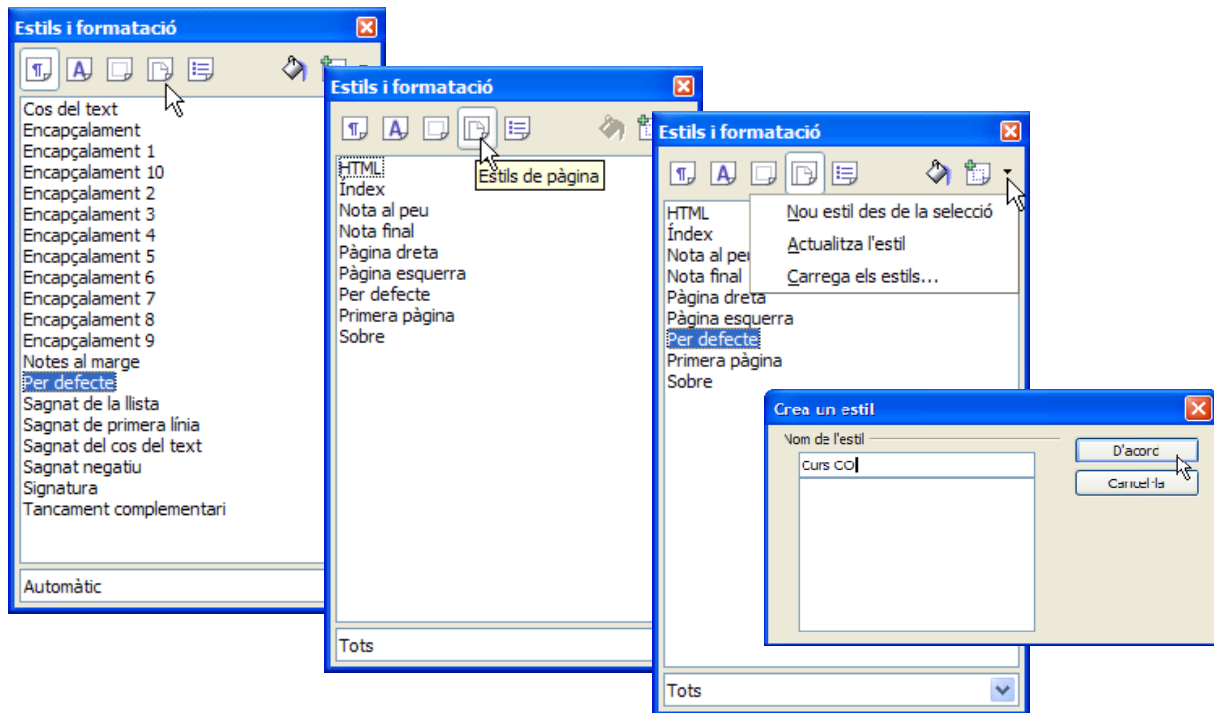 Estils i formatació
Cos del text
Encapçalament
Encapçalament 1
Encapçalament 10
Encapçalament 2
Encapçalament 3
Encapçalament 4
Encapçalament 5
Encapçalament 6
Encapçalament 7
Encapçalament 8
Encapçalament 9
Notes al marge
Per defecte
Sagnat de la llista
Sagnat de primera línia
Sagnat del cos del text
Sagnat negatiu
Signatura
Tancament complementari
Automàtic
Estils i formatació
Estils de pàgina
HTML
Índex
Nota al peu
Nota final
Pàgina dreta
Pàgina esquerra
Per defecte
Primera pàgina
Sobre
Tots
Estils i formatació
Nou estil des de la selecció
Actualitza l'estil
Carrega els estils...
HTML
Índex
Nota al peu
Nota final
Pàgina dreta
Pàgina esquerra
Per defecte
Primera pàgina
Sobre
Tots
Crea un estil
Nom de l'estil
Curs CO
D'acord
Cancel·la